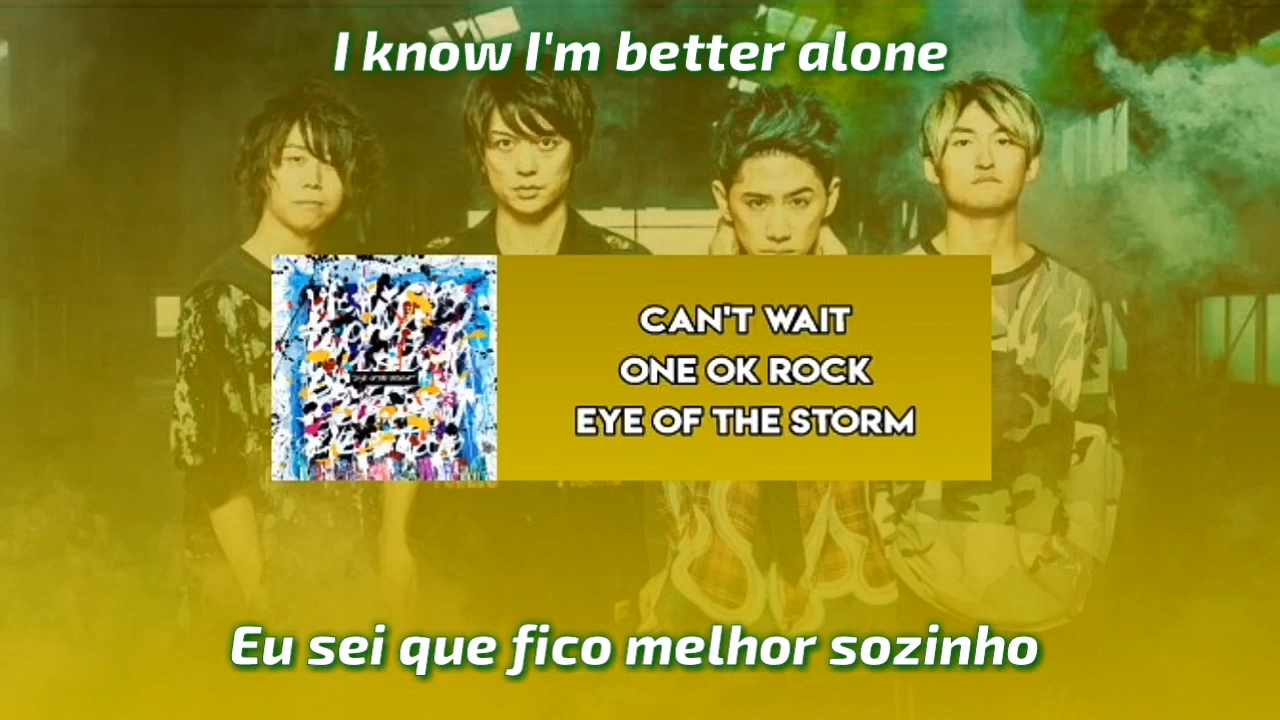 I know I'm better alone
CAN'T WAIT
ONE OK ROCK
EYE OF THE STORM
Eu sei que fico melhor sozinho